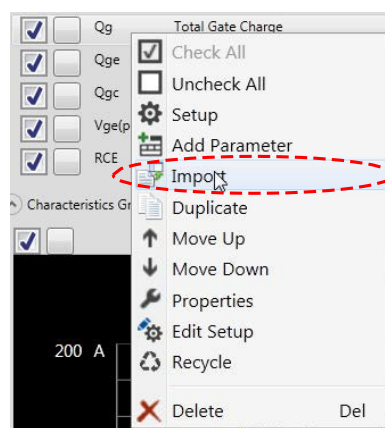 Qg Total Gate Charge
Qge
Qgc
Vge(p
RCE
Characteristics Gr
200 A
Check All
Uncheck All
Setup
Add Parameter
Import
Duplicate
Move Up
Move Down
Properties
Edit Setup
Recycle
Delete Del